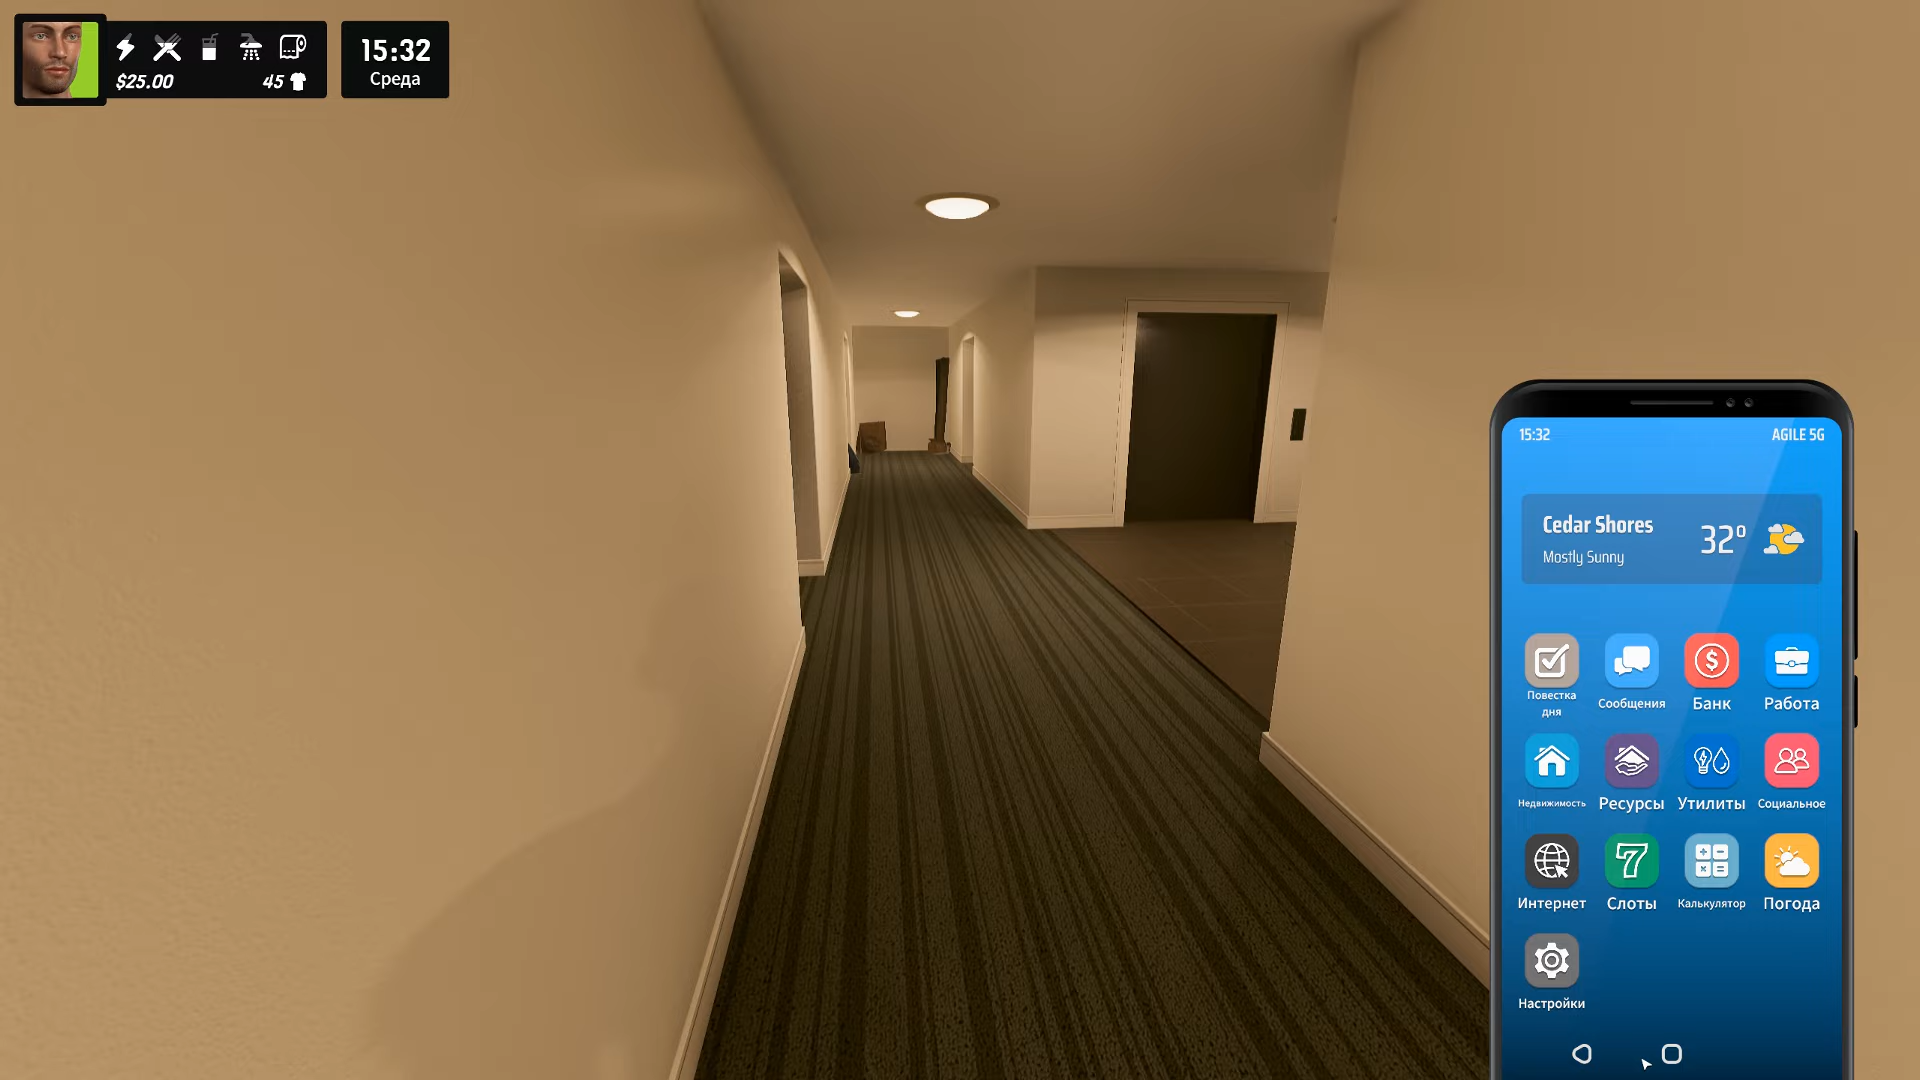 $25.00
45
15:32
Среда
15:32
AGILE 5G
Cedar Shores
Mostly Sunny
32°
Повестка
дня
Сообщения
Банк
Работа
Недвижимость
Ресурсы
Утилиты
Социальное
7
Интернет
Слоты
Калькулятор
Погода
Настройки